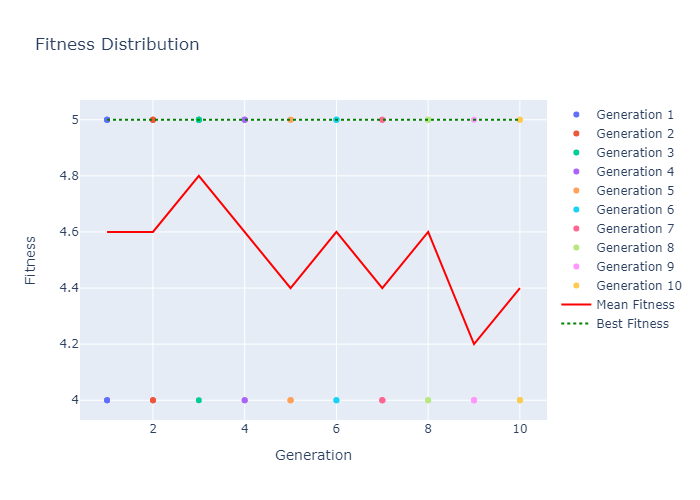 Fitness Distribution
Fitness
5
4.8
4.6
4.4
4.2
4
2
4
6
8
10
Generation
Generation 1
Generation 2
Generation 3
Generation 4
Generation 5
Generation 6
Generation 7
Generation 8
Generation 9
Generation 10
Mean Fitness
Best Fitness